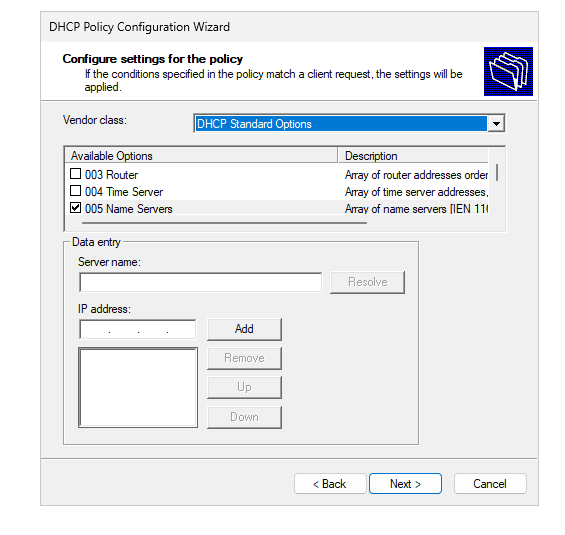 DHCP Policy Configuration Wizard
Configure settings for the policy
If the conditions specified in the policy match a client request, the settings will be
applied.
Vendor class: DHCP Standard Options
Available Options Description
003 Router Array of router addresses order
004 Time Server Array of time server addresses,
005 Name Servers Array of name servers [IEN 116
Data entry
Server name:
Resolve
IP address:
. . .
Add
Remove
Up
Down
< Back Next > Cancel